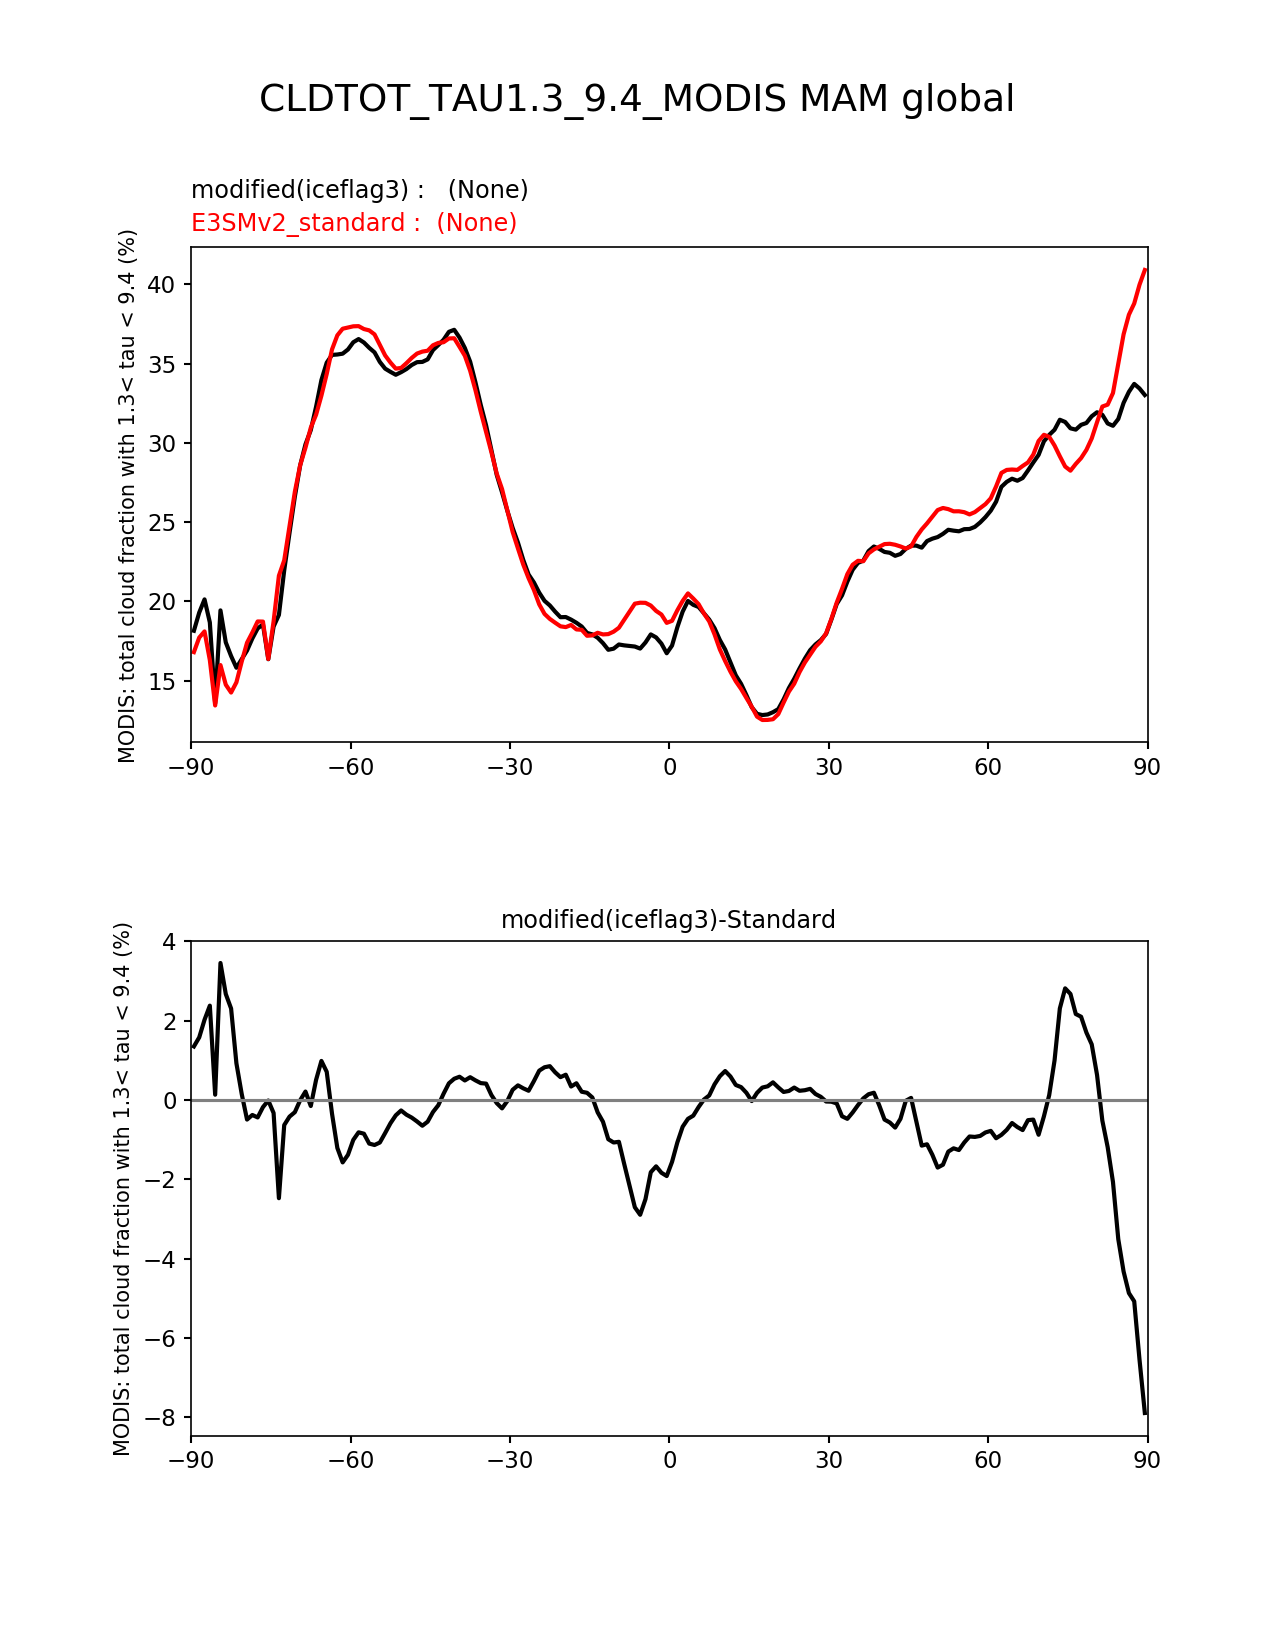 CLDTOT_TAU1.3_9.4_MODIS MAM global
modified(iceflag3) :   (None)
E3SMv2_standard :  (None)
MODIS: total cloud fraction with 1.3< tau < 9.4 (%)
40
35
30
25
20
15
−90 −60 −30 0 30 60 90
modified(iceflag3)-Standard
MODIS: total cloud fraction with 1.3< tau < 9.4 (%)
4
2
0
−2
−4
−6
−8
−90 −60 −30 0 30 60 90